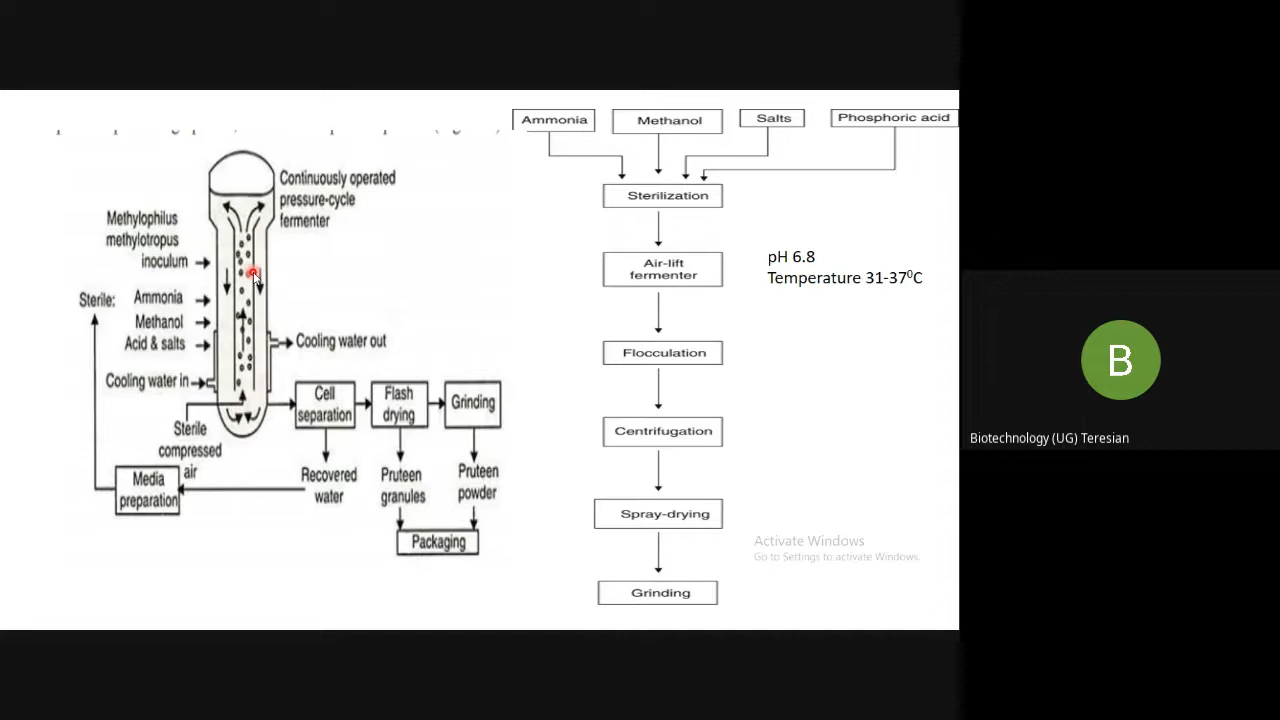 Continuously operated
pressure-cycle
fermenter
Methylophilus
methylotropus
inoculum
Sterile: Ammonia
Methanol
Acid & salts
Cooling water out
Cooling water in
Sterile
compressed
air
Cell
separation
Flash
drying
Grinding
Recovered
water
Pruteen
granules
Pruteen
powder
Media
preparation
Packaging
Ammonia
Methanol
Salts
Phosphoric acid
Sterilization
Air-lift
fermenter
pH 6.8
Temperature 31-37⁰C
Flocculation
Centrifugation
Spray-drying
Grinding
Activate Windows
Go to Settings to activate Windows.
B
Biotechnology (UG) Teresian